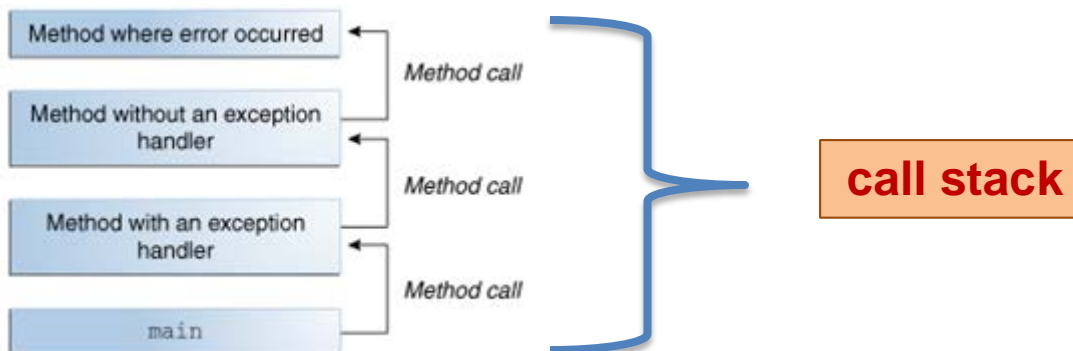 Method where error occurred
Method call
Method without an exception
handler
Method call
Method with an exception
handler
Method call
main
call stack